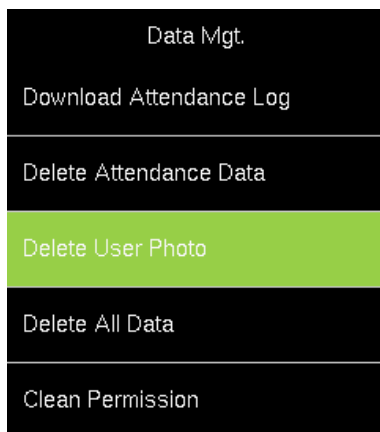 Data Mgt.
Download Attendance Log
Delete Attendance Data
Delete User Photo
Delete All Data
Clean Permission